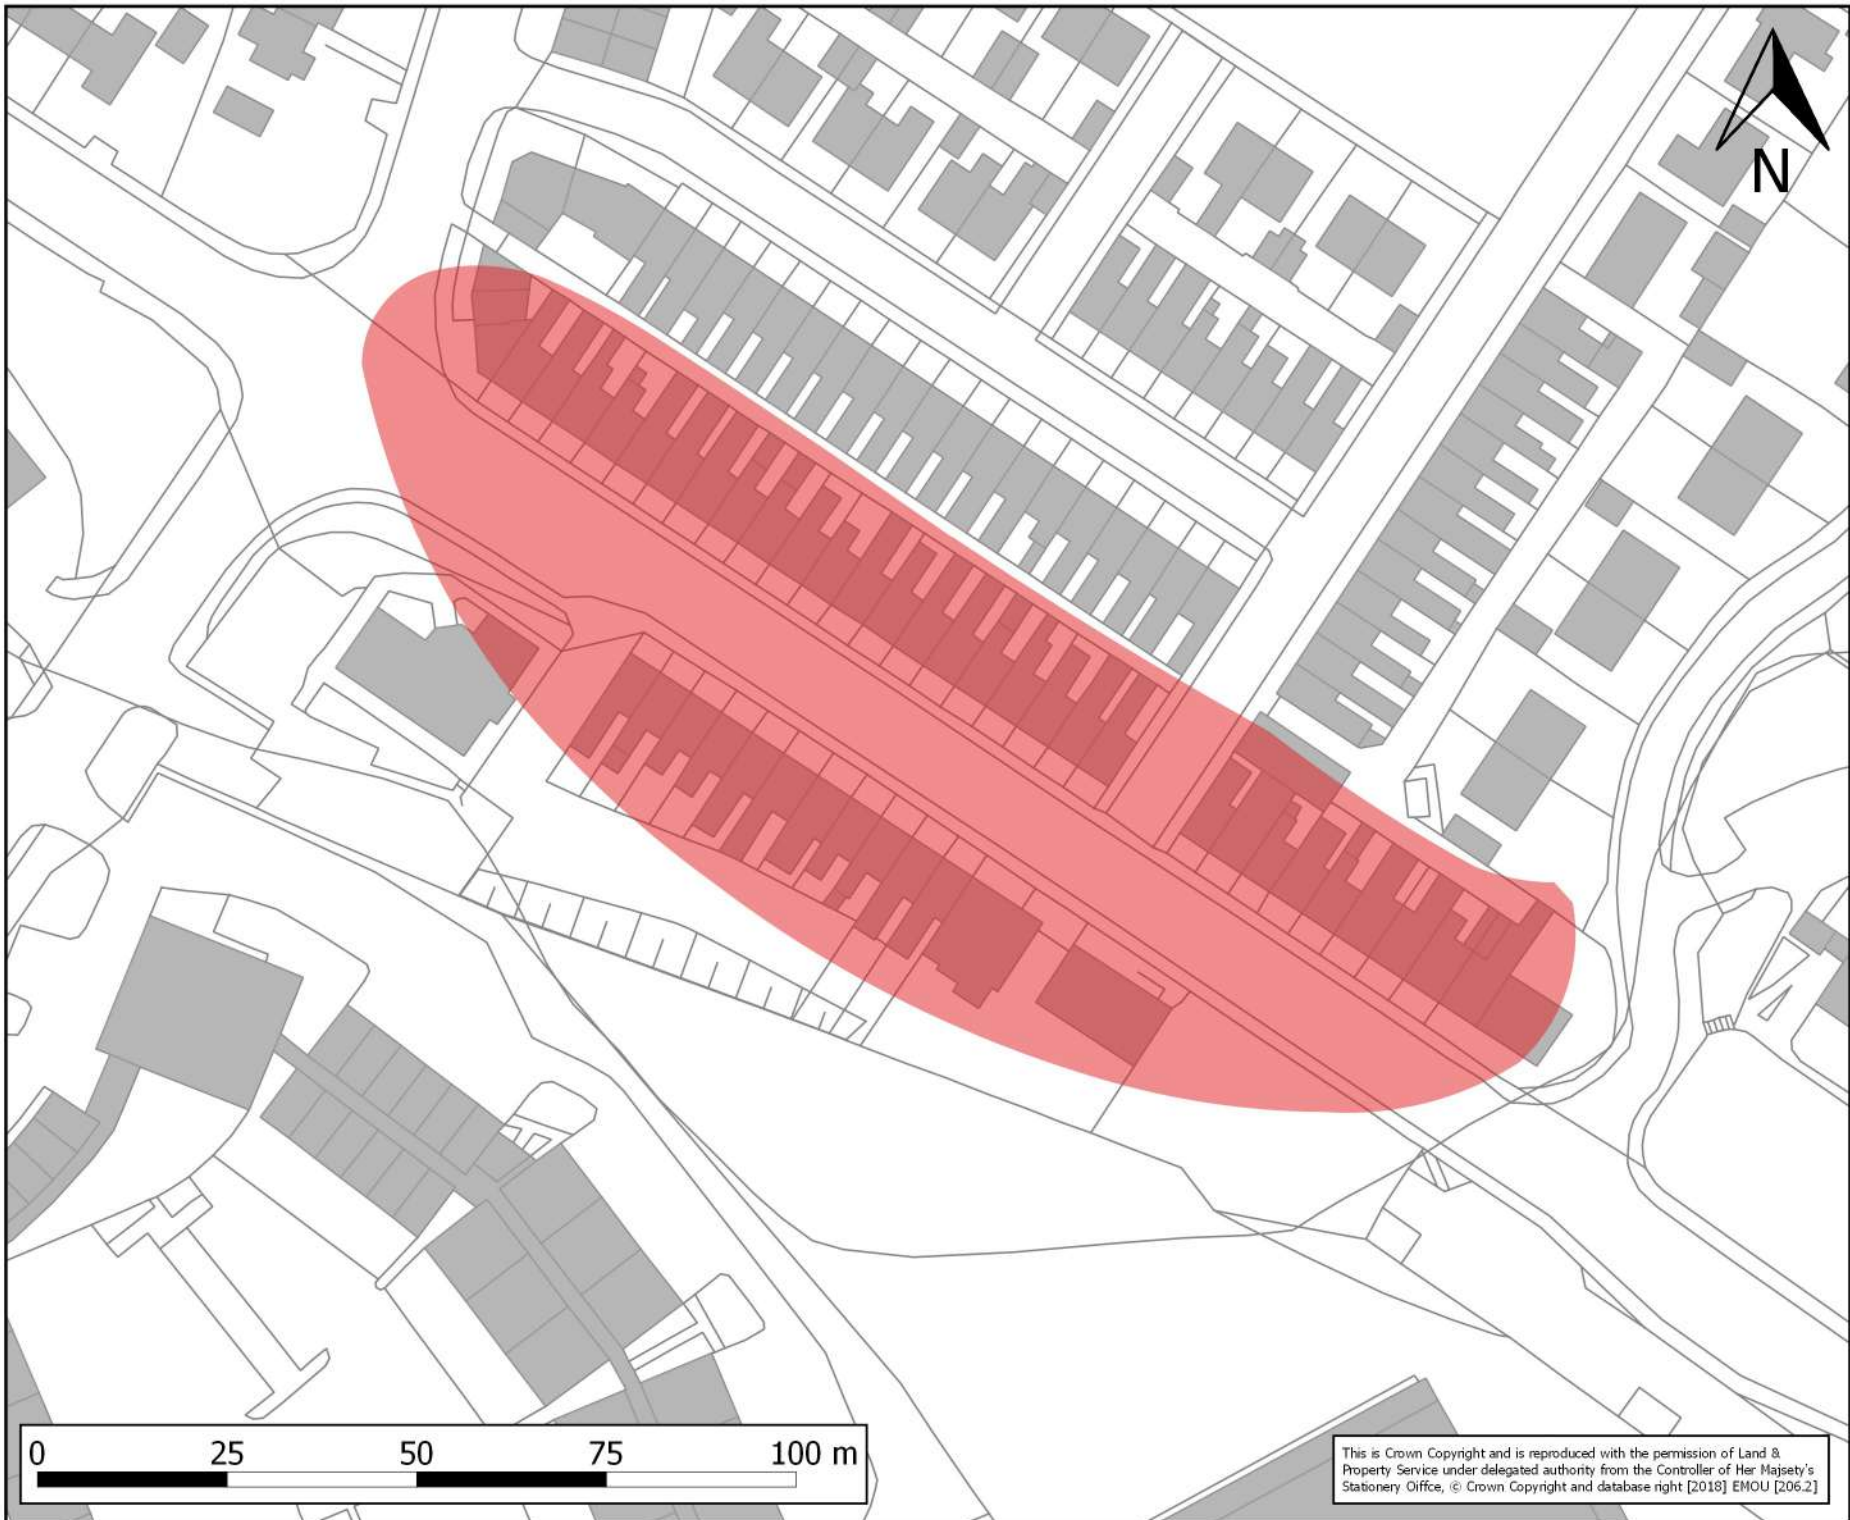 N
0 25 50 75 100 m
This is Crown Copyright and is reproduced with the permission of Land &
Property Service under delegated authority from the Controller of Her Majsety's
Stationery Oiffce, © Crown Copyright and database right [2018] EMOU [206.2]